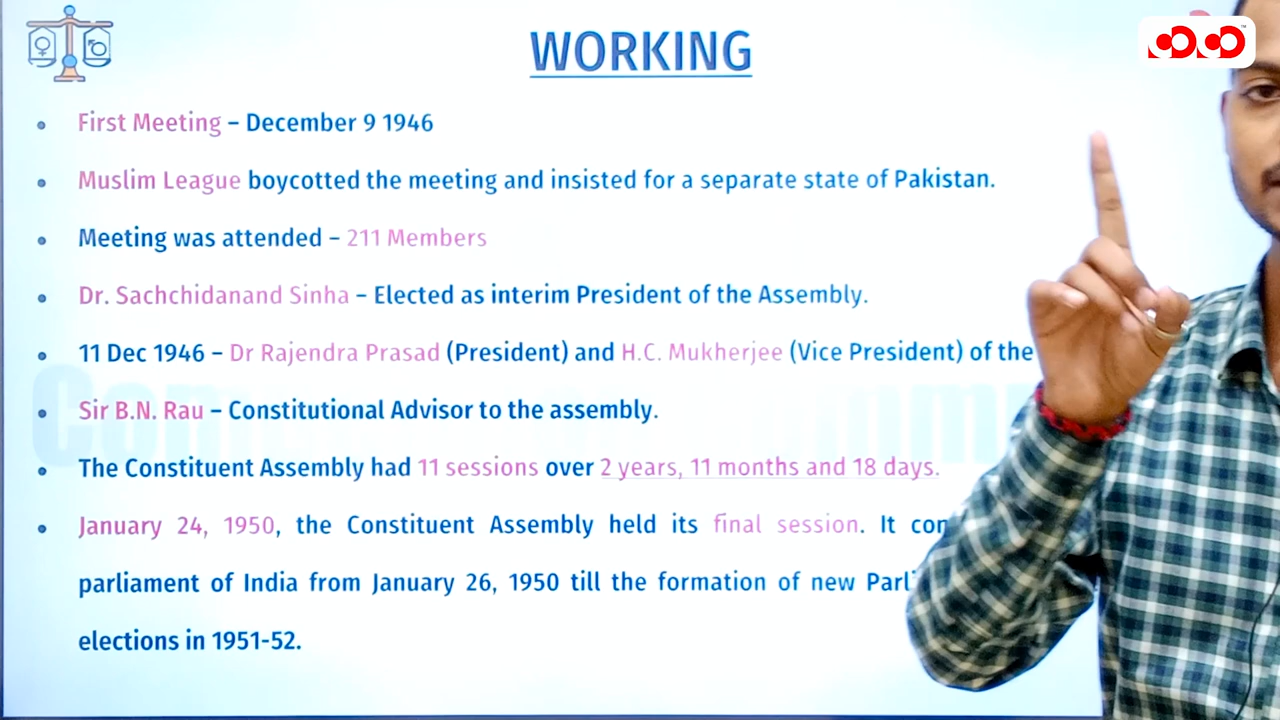 WORKING
First Meeting – December 9 1946
Muslim League boycotted the meeting and insisted for a separate state of Pakistan.
Meeting was attended – 211 Members
Dr. Sachchidanand Sinha – Elected as interim President of the Assembly.
11 Dec 1946 – Dr Rajendra Prasad (President) and H.C. Mukherjee (Vice President) of the
Sir B.N. Rau – Constitutional Advisor to the assembly.
The Constituent Assembly had 11 sessions over 2 years, 11 months and 18 days.
January 24, 1950, the Constituent Assembly held its final session. It
parliament of India from January 26, 1950 till the formation of new
elections in 1951-52.